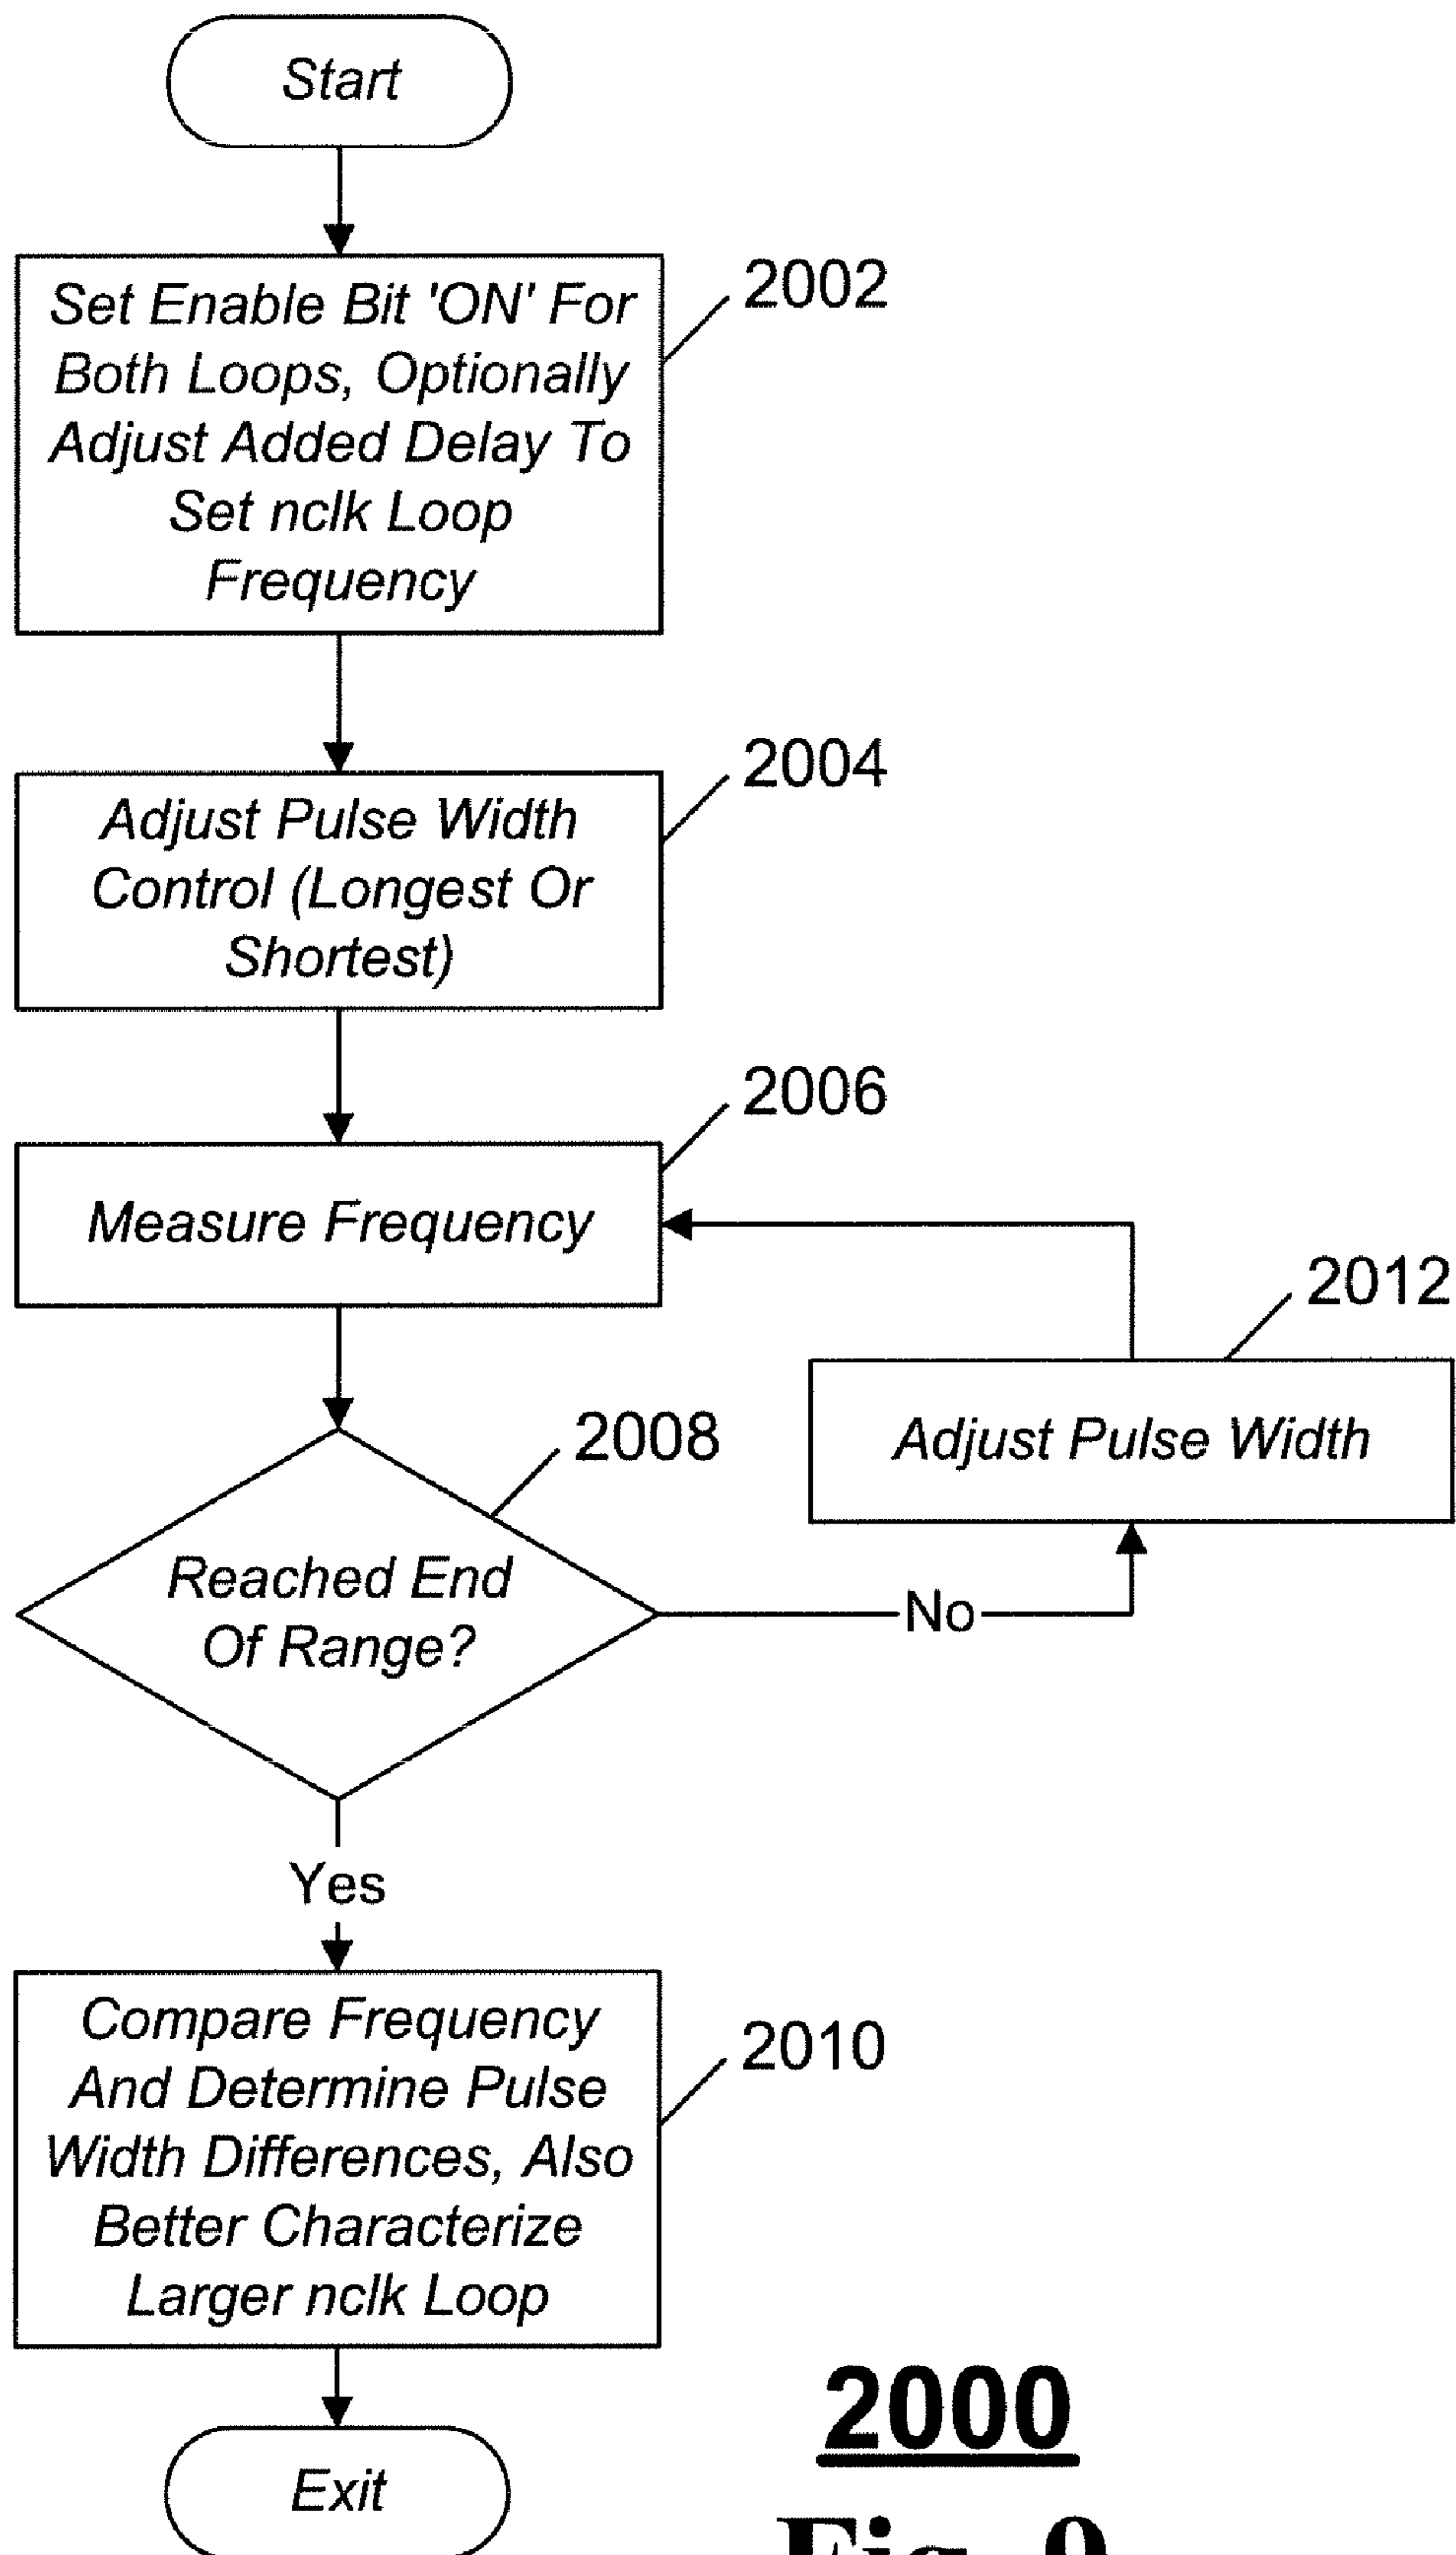 Start
Set Enable Bit 'ON' For
Both Loops, Optionally
Adjust Added Delay To
Set nclk Loop
Frequency
2002
Adjust Pulse Width
Control (Longest Or
Shortest)
2004
Measure Frequency
2006
Adjust Pulse Width
2012
Reached End
Of Range?
2008
No
Yes
Compare Frequency
And Determine Pulse
Width Differences, Also
Better Characterize
Larger nclk Loop
2010
Exit
2000